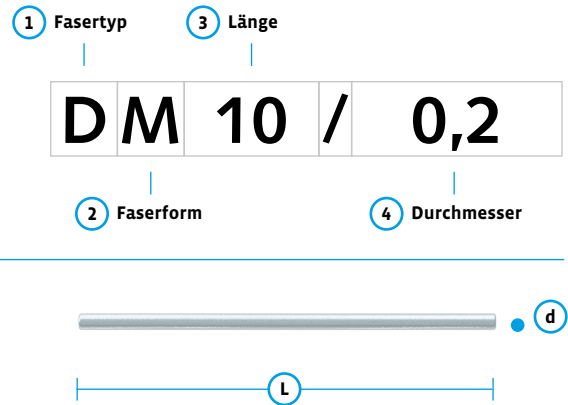 1 Fasertyp 3 Länge
D M 10 / 0,2
2 Faserform 4 Durchmesser
d
L